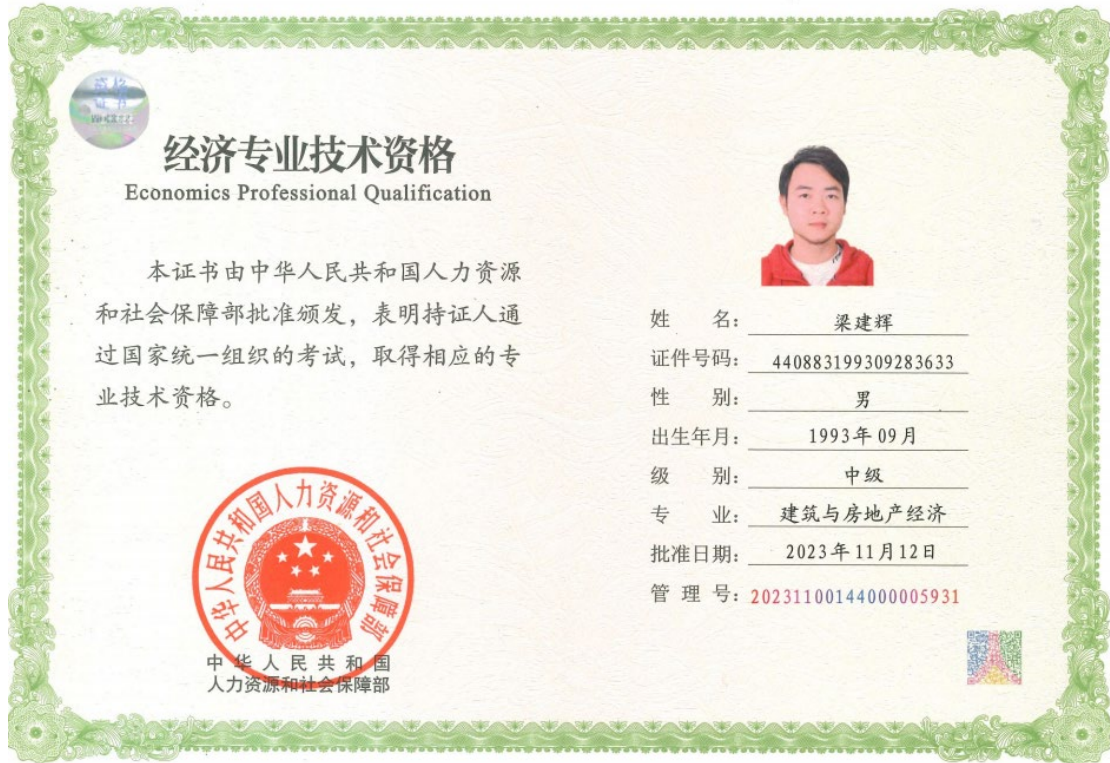 资格
证书
经济专业技术资格
Economics Professional Qualification
本证书由中华人民共和国人力资源
和社会保障部批准颁发，表明持证人通
过国家统一组织的考试，取得相应的专
业技术资格。
中华人民共和国人力资源和社会保障部
中华人民共和国
人力资源和社会保障部
姓 名： 梁建辉
证件号码： 440883199309283633
性 别： 男
出生年月： 1993年09月
级 别： 中级
专 业： 建筑与房地产经济
批准日期： 2023年11月12日
管 理 号： 20231100144000005931